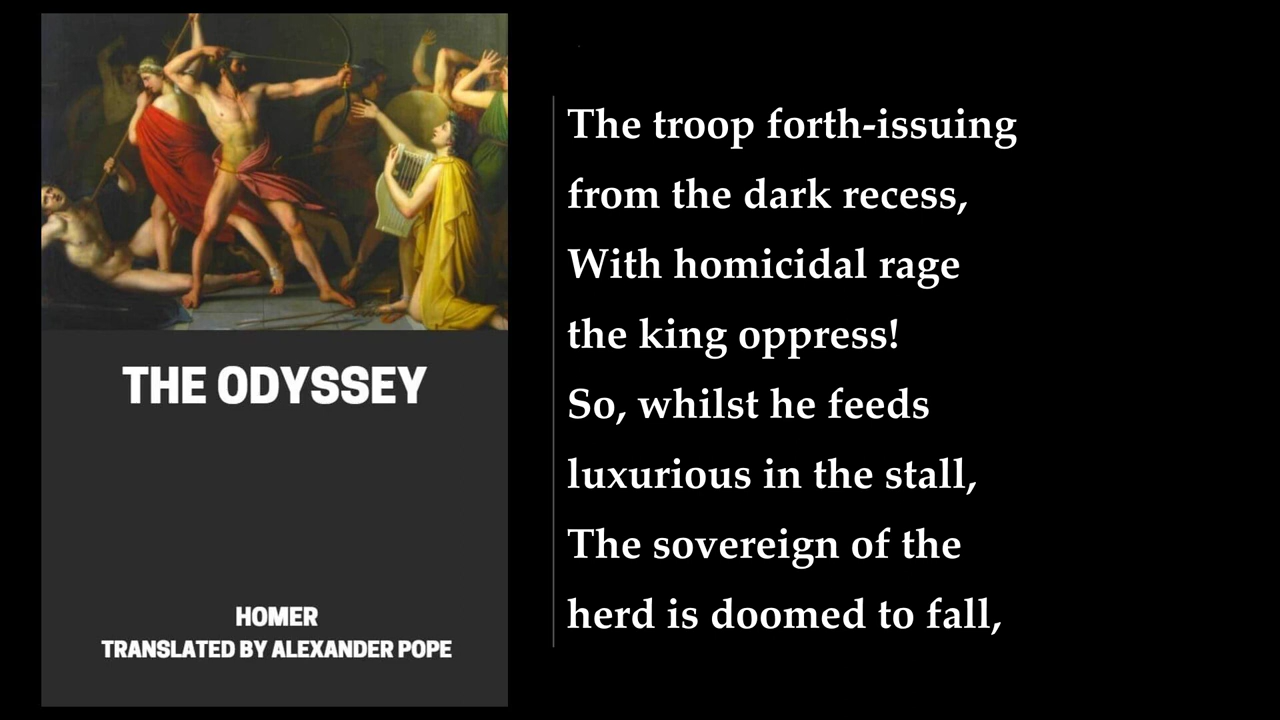 THE ODYSSEY
HOMER
TRANSLATED BY ALEXANDER POPE
The troop forth-issuing
from the dark recess,
With homicidal rage
the king oppress!
So, whilst he feeds
luxurious in the stall,
The sovereign of the
herd is doomed to fall,